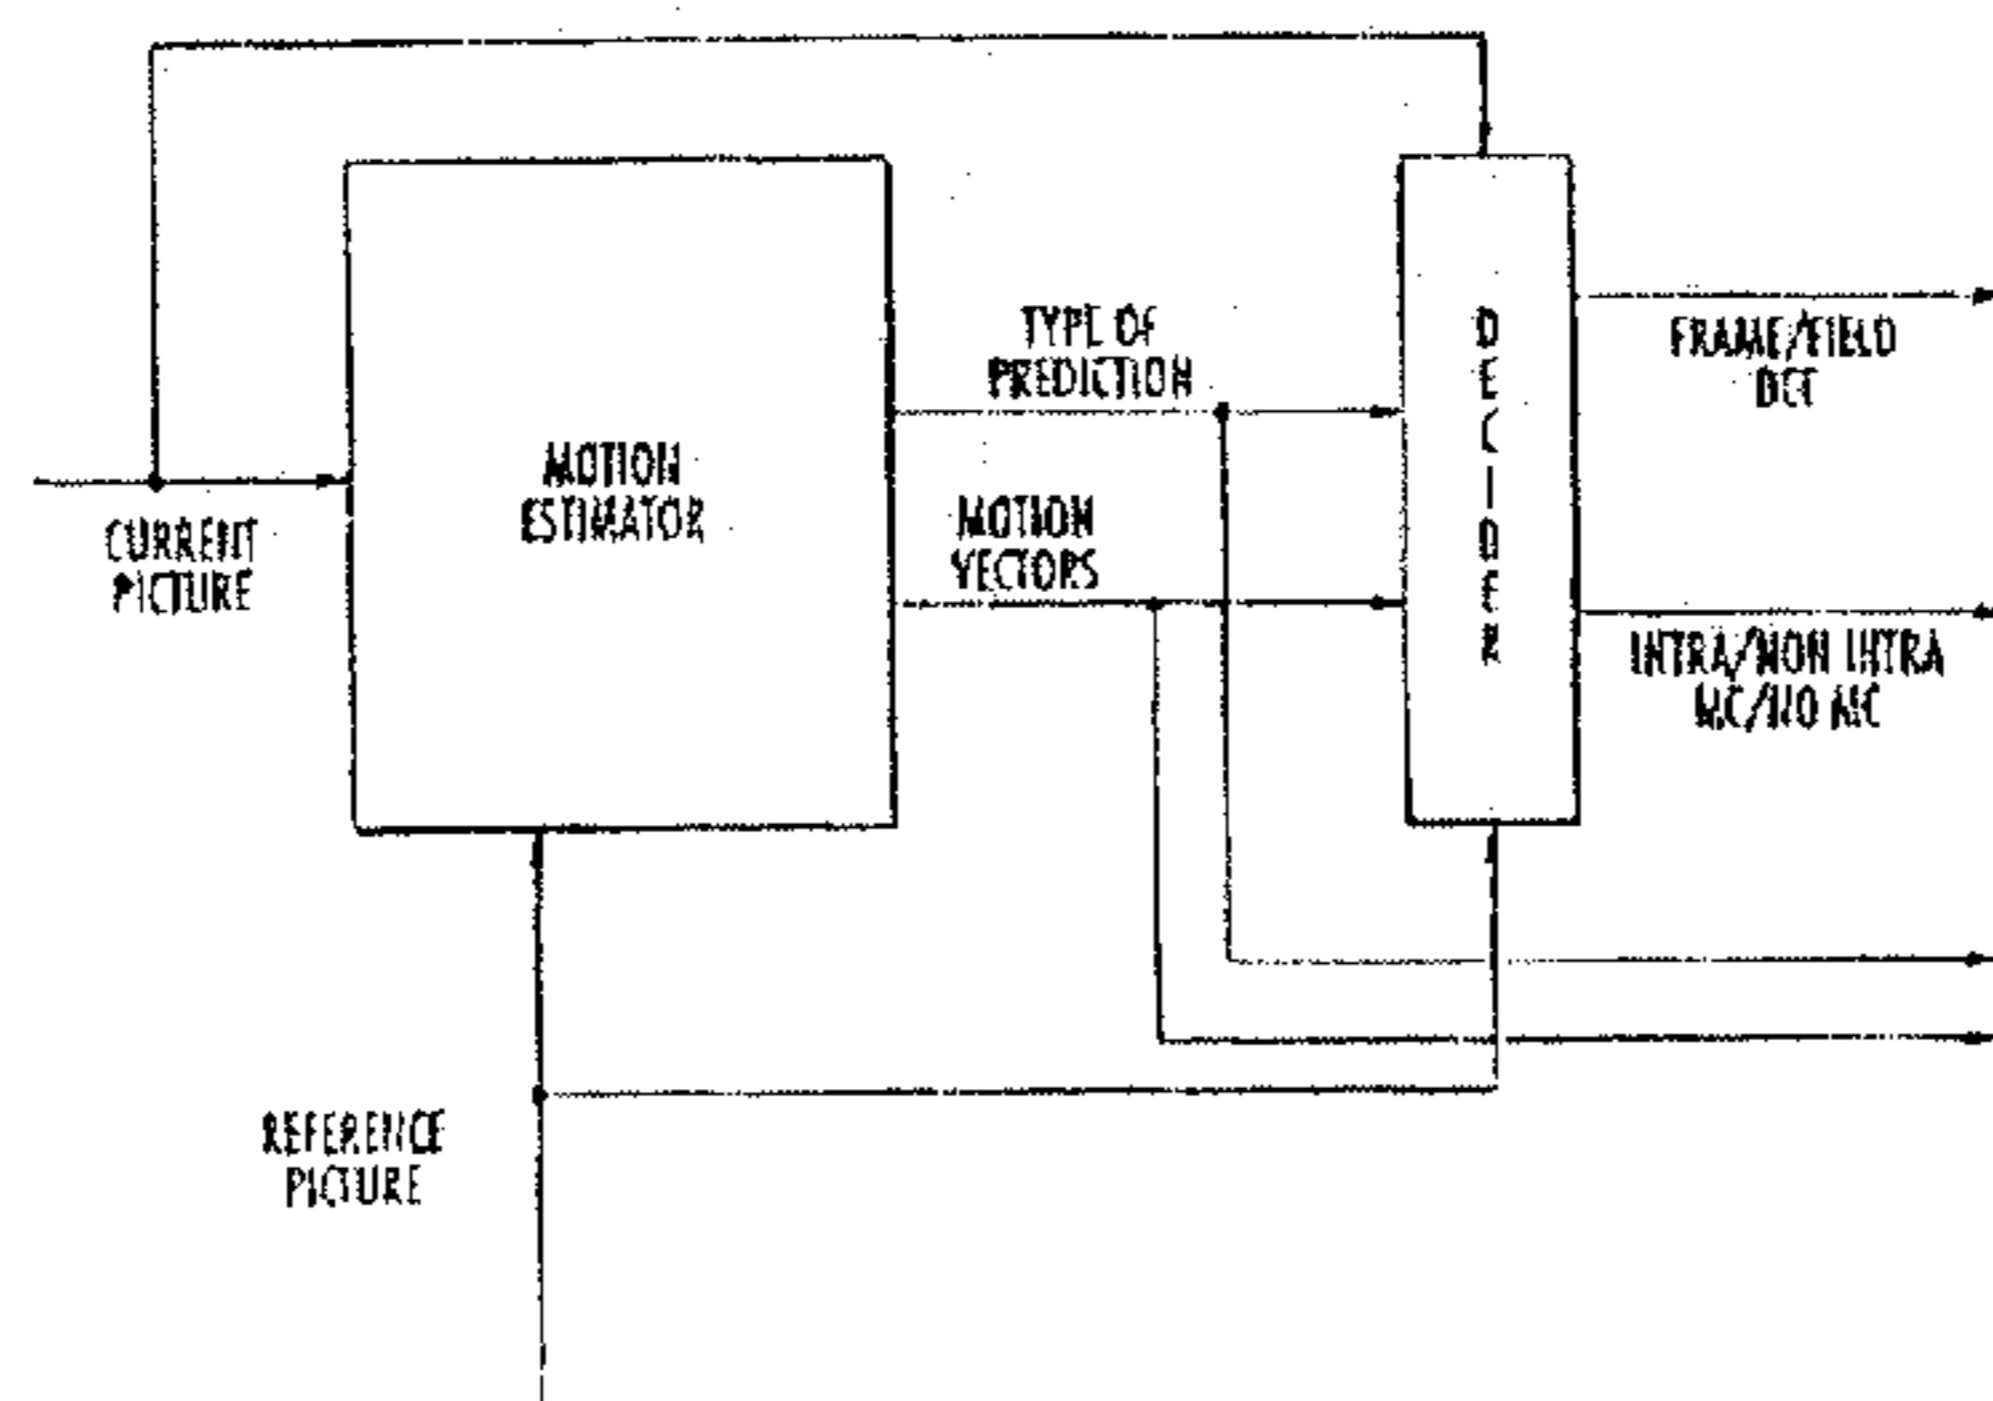 TYPE OF
PREDICTION
FRAME/FIELD
DCT
MOTION
ESTIMATOR
MOTION
VECTORS
DECIDER
CURRENT
PICTURE
INTRA/NON INTRA
MC/NO MC
REFERENCE
PICTURE